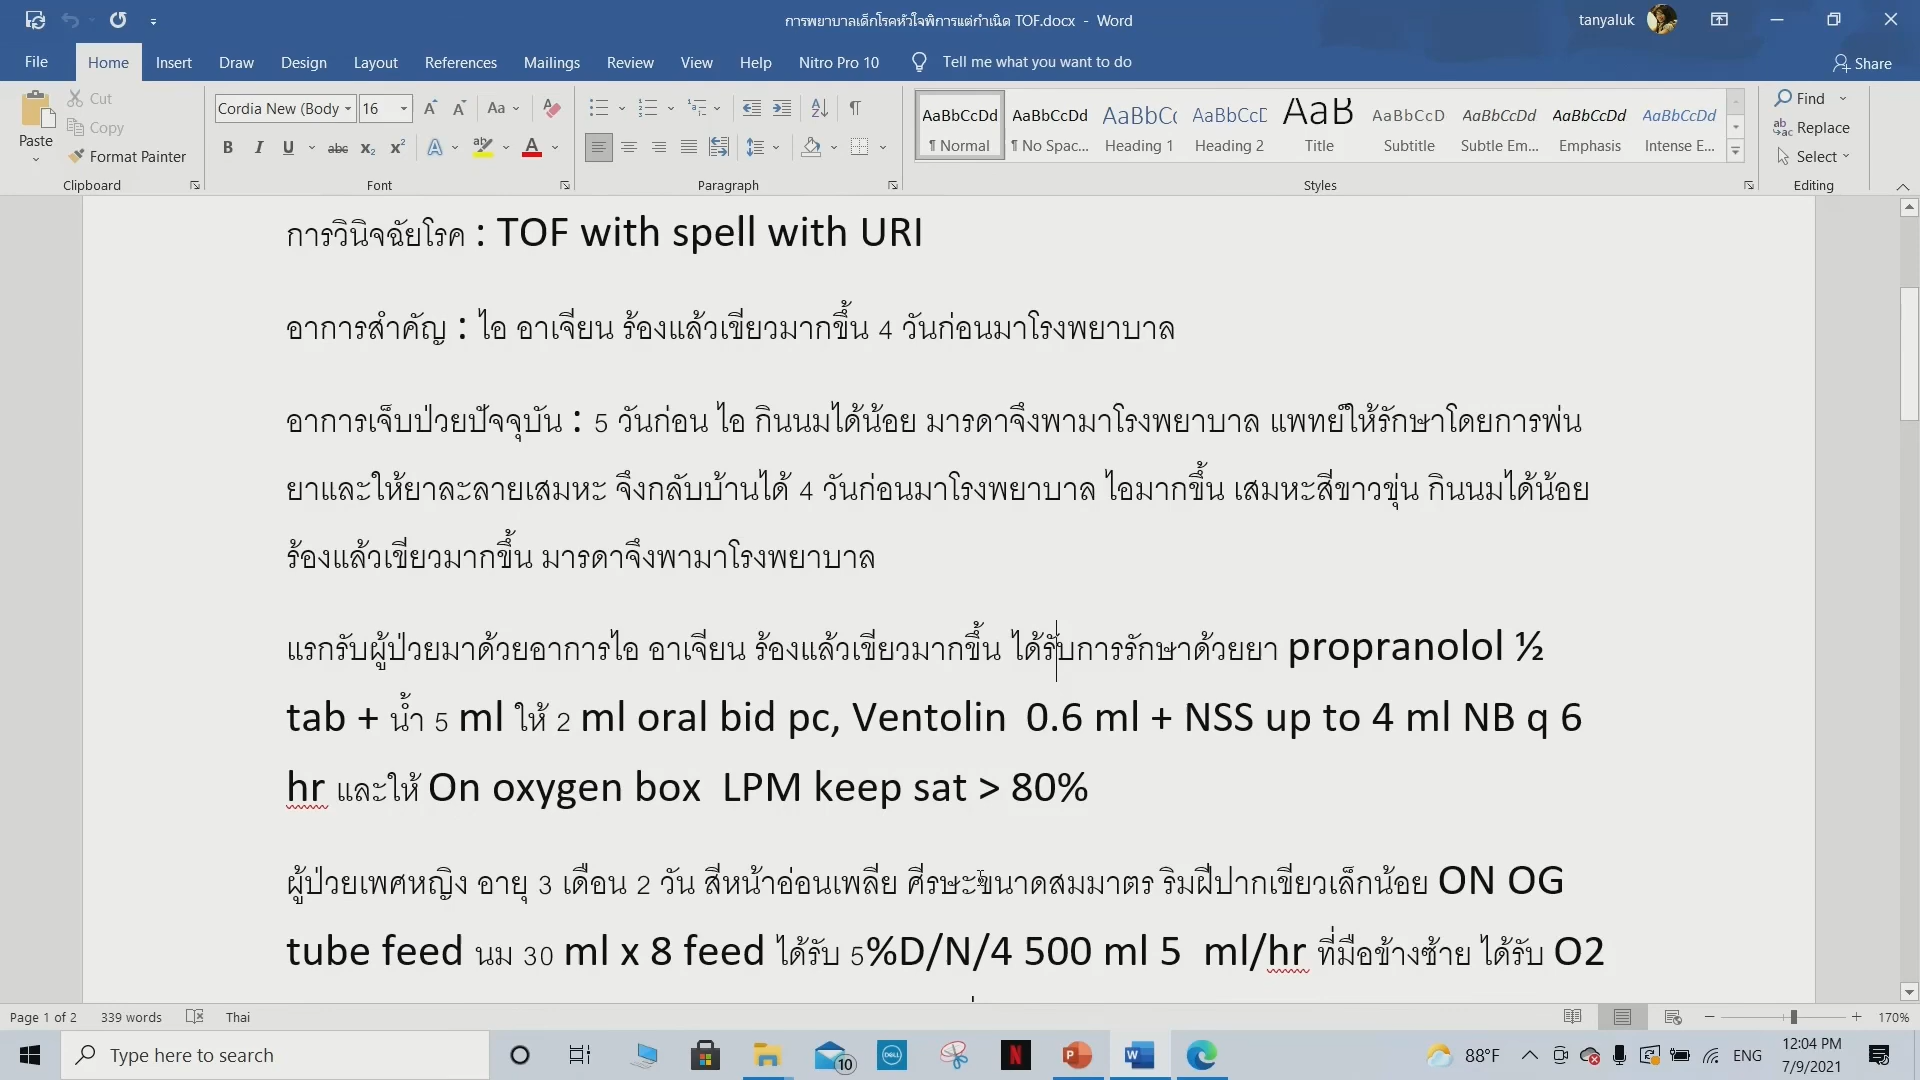 การพยาบาลเด็กโรคหัวใจพิการแต่กำเนิด TOF.docx - Word
tanyaluk
File Home Insert Draw Design Layout References Mailings Review View Help Nitro Pro 10 Tell me what you want to do Share
Paste
Cut
Copy
Format Painter
Clipboard
Cordia New (Body 16
Font
Paragraph
AaBbCcDd AaBbCcDd AaBbC AaBbCcD AaB AaBbCcD AaBbCcDd AaBbCcDd AaBbCcDd
¶ Normal ¶ No Spac... Heading 1 Heading 2 Title Subtitle Subtle Em... Emphasis Intense E...
Styles
Find
Replace
Select
Editing
การวินิจฉัยโรค : TOF with spell with URI
อาการสำคัญ : ไอ อาเจียน ร้องแล้วเขียวมากขึ้น 4 วันก่อนมาโรงพยาบาล
อาการเจ็บป่วยปัจจุบัน : 5 วันก่อน ไอ กินนมได้น้อย มารดาจึงพามาโรงพยาบาล แพทย์ให้รักษาโดยการพ่น
ยาและให้ยาละลายเสมหะ จึงกลับบ้านได้ 4 วันก่อนมาโรงพยาบาล ไอมากขึ้น เสมหะสีขาวขุ่น กินนมได้น้อย
ร้องแล้วเขียวมากขึ้น มารดาจึงพามาโรงพยาบาล
แรกรับผู้ป่วยมาด้วยอาการไอ อาเจียน ร้องแล้วเขียวมากขึ้น ได้รับการรักษาด้วยยา propranolol ½
tab + น้ำ 5 ml ให้ 2 ml oral bid pc, Ventolin 0.6 ml + NSS up to 4 ml NB q 6
hr และให้ On oxygen box LPM keep sat > 80%
ผู้ป่วยเพศหญิง อายุ 3 เดือน 2 วัน สีหน้าอ่อนเพลีย ศีรษะขนาดสมมาตร ริมฝีปากเขียวเล็กน้อย ON OG
tube feed นม 30 ml x 8 feed ได้รับ 5%D/N/4 500 ml 5 ml/hr ที่มือข้างซ้าย ได้รับ O2
Page 1 of 2 339 words Thai 170%
Type here to search
10
88°F ENG
12:04 PM
7/9/2021